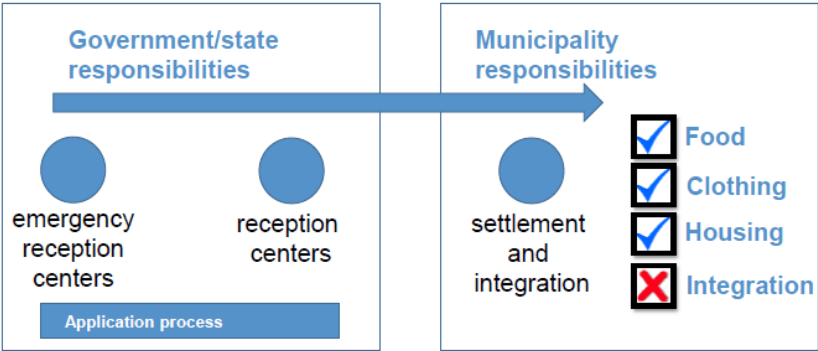 Government/state
responsibilities
emergency
reception
centers
reception
centers
Application process
Municipality
responsibilities
settlement
and
integration
Food
Clothing
Housing
Integration